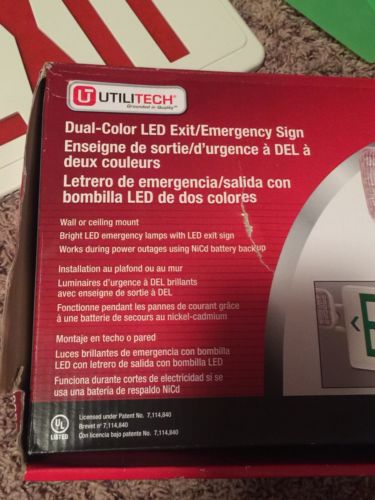 UTILITECH®
Grounded in Quality™
Dual-Color LED Exit/Emergency Sign
Enseigne de sortie/d'urgence à DEL à
deux couleurs
Letrero de emergencia/salida con
bombilla LED de dos colores
Wall or ceiling mount
Bright LED emergency lamps with LED exit sign
Works during power outages using NiCd battery backup
Installation au plafond ou au mur
Luminaires d'urgence à DEL brillants
avec enseigne de sortie à DEL
Fonctionne pendant les pannes de courant grâce
à une batterie de secours au nickel-cadmium
Montaje en techo o pared
Luces brillantes de emergencia con bombilla
LED con letrero de salida con bombilla LED
Funciona durante cortes de electricidad si se
usa una batería de respaldo NiCd
UL
LISTED
Licensed under Patent No. 7,114,840
Brevet nº 7,114,840
Con licencia bajo patente No. 7,114,840